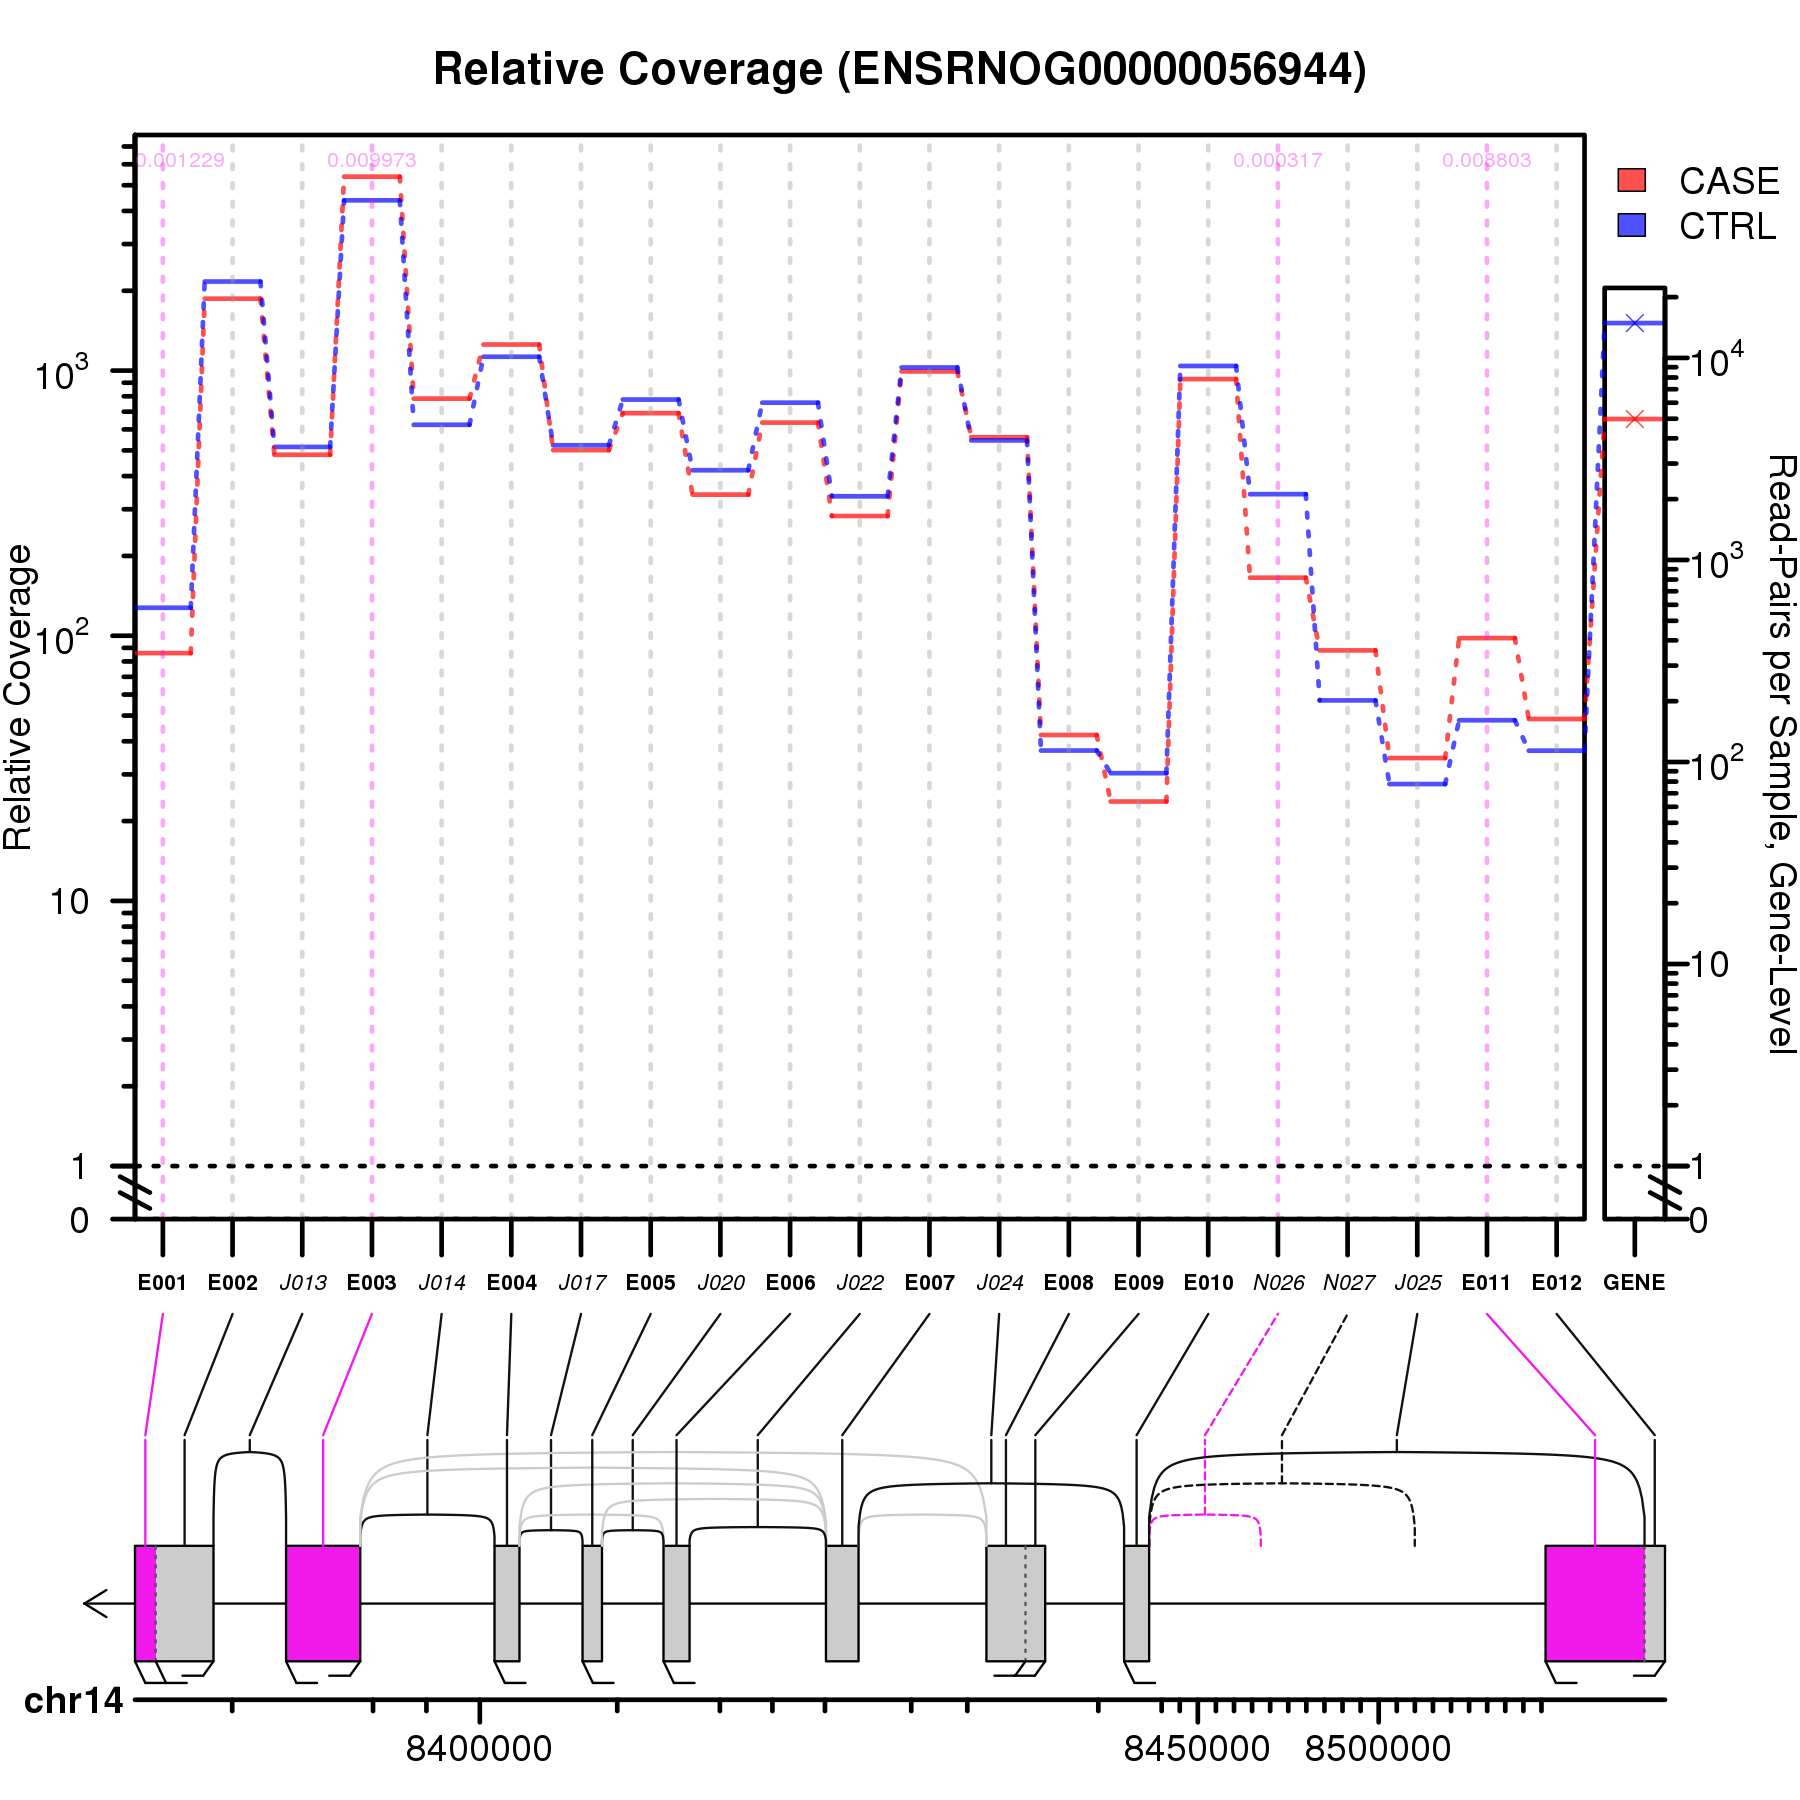 Relative Coverage (ENSRNOG00000056944)
0.001229 0.009973 0.000317 0.008803
CASE
CTRL
Relative Coverage
10³
10²
10
1
0
10⁴
10³
10²
10
1
0
Read-Pairs per Sample, Gene-Level
E001 E002 J013 E003 J014 E004 J017 E005 J020 E006 J022 E007 J024 E008 E009 E010 N026 N027 J025 E011 E012 GENE
chr14
8400000 8450000 8500000